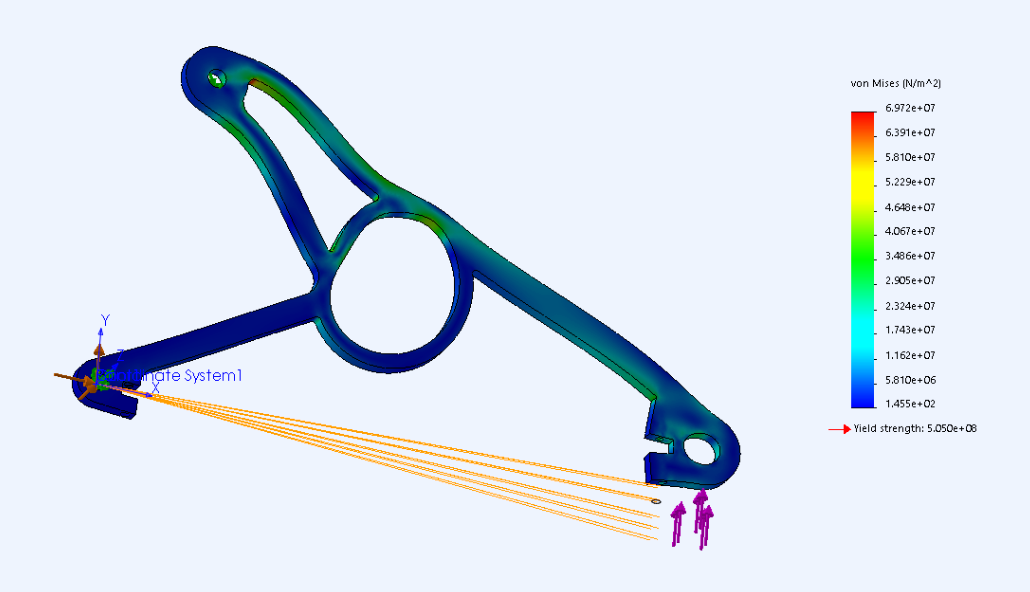 von Mises (N/m^2)
6.972e+07
6.391e+07
5.810e+07
5.229e+07
4.648e+07
4.067e+07
3.486e+07
2.905e+07
2.324e+07
1.743e+07
1.162e+07
5.810e+06
1.455e+02
Yield strength: 5.050e+08
Y
Z
System1
X